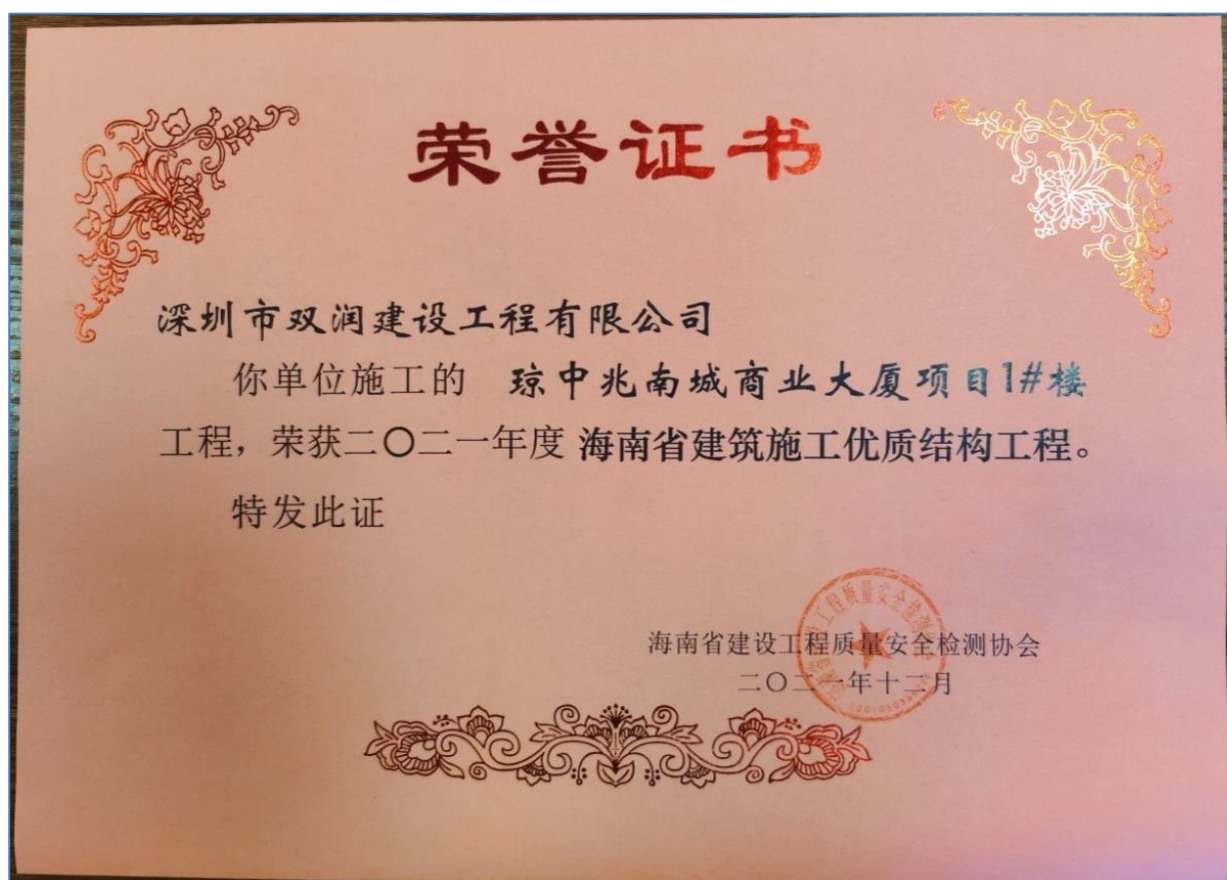 荣誉证书
深圳市双润建设工程有限公司
你单位施工的 琼中兆南城商业大厦项目1#楼
工程，荣获二〇二一年度 海南省建筑施工优质结构工程。
特发此证
海南省建设工程质量安全检测协会
二〇二一年十二月